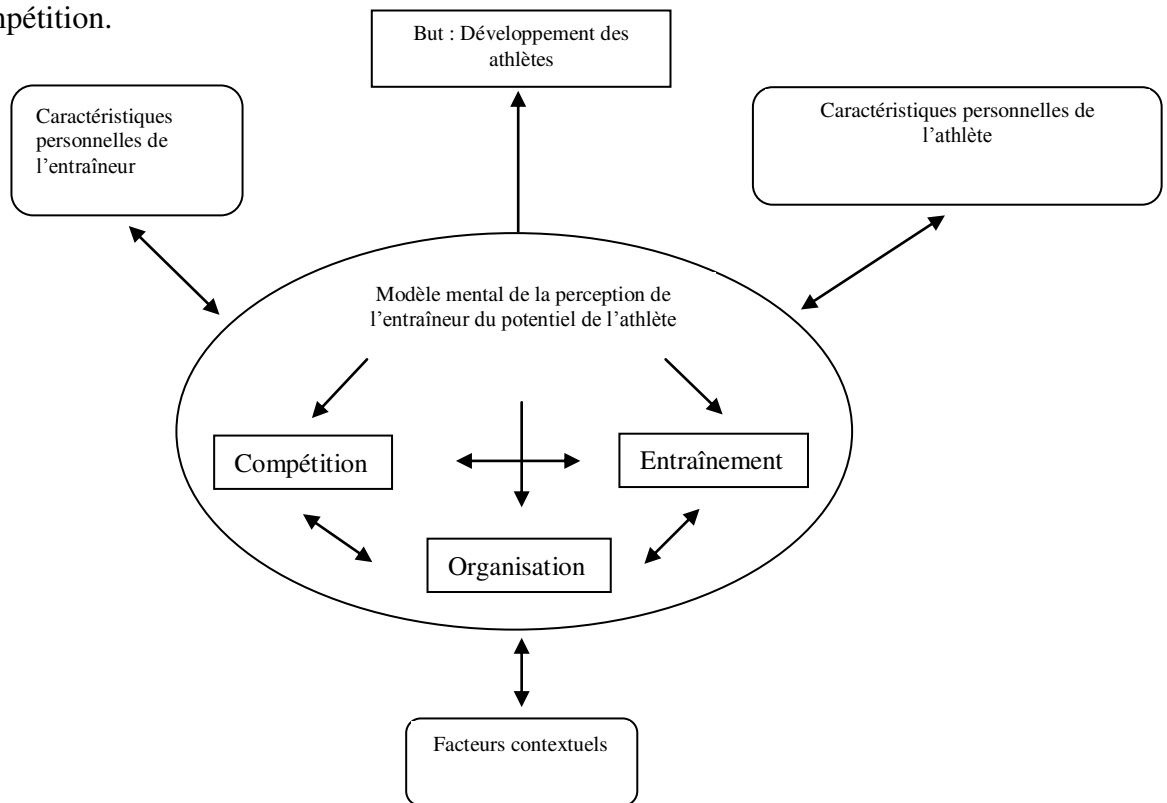 mpétition.
But : Développement des
athlètes
Caractéristiques
personnelles de
l’entraîneur
Caractéristiques personnelles de
l’athlète
Modèle mental de la perception de
l’entraîneur du potentiel de l’athlète
Compétition
Entraînement
Organisation
Facteurs contextuels